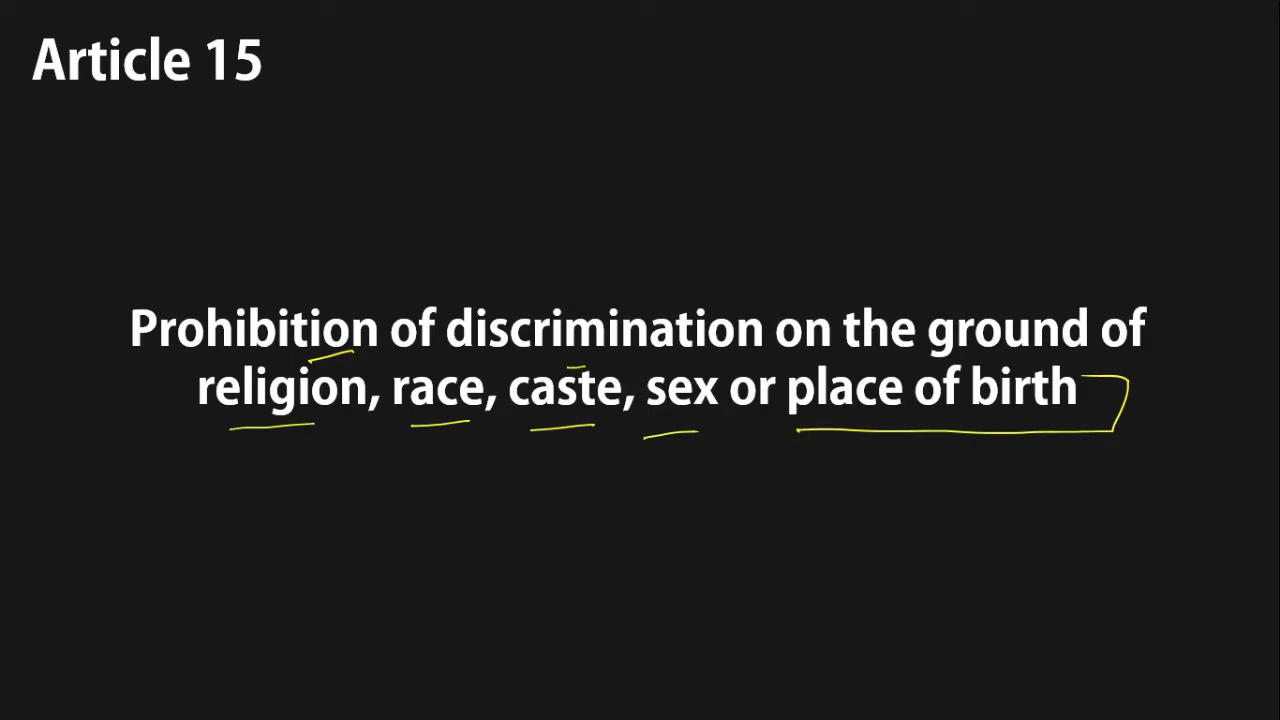 Article 15
Prohibition of discrimination on the ground of
religion, race, caste, sex or place of birth